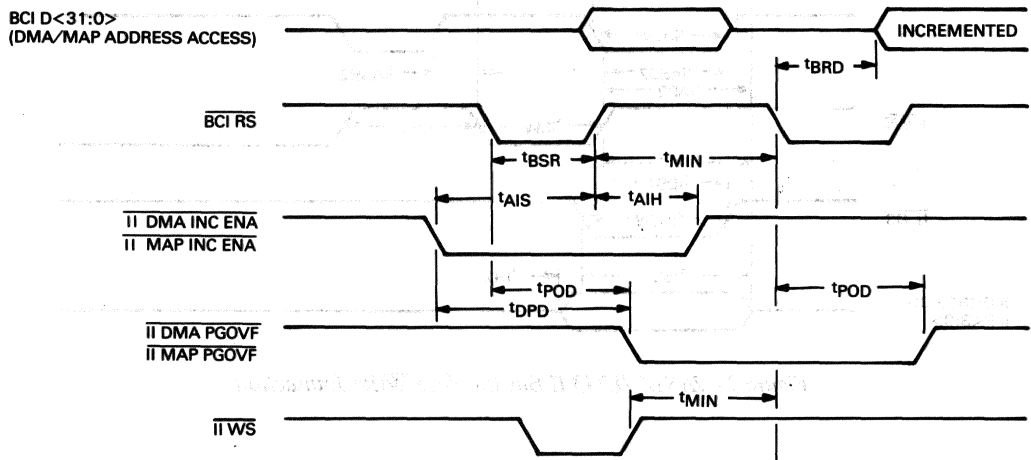 BCI D<31:0>
(DMA/MAP ADDRESS ACCESS)
INCREMENTED
tBRD
BCI RS
tBSR
tMIN
tAIS
tAIH
II DMA INC ENA
II MAP INC ENA
tPOD
tPOD
tDPD
II DMA PGOVF
II MAP PGOVF
tMIN
II WS